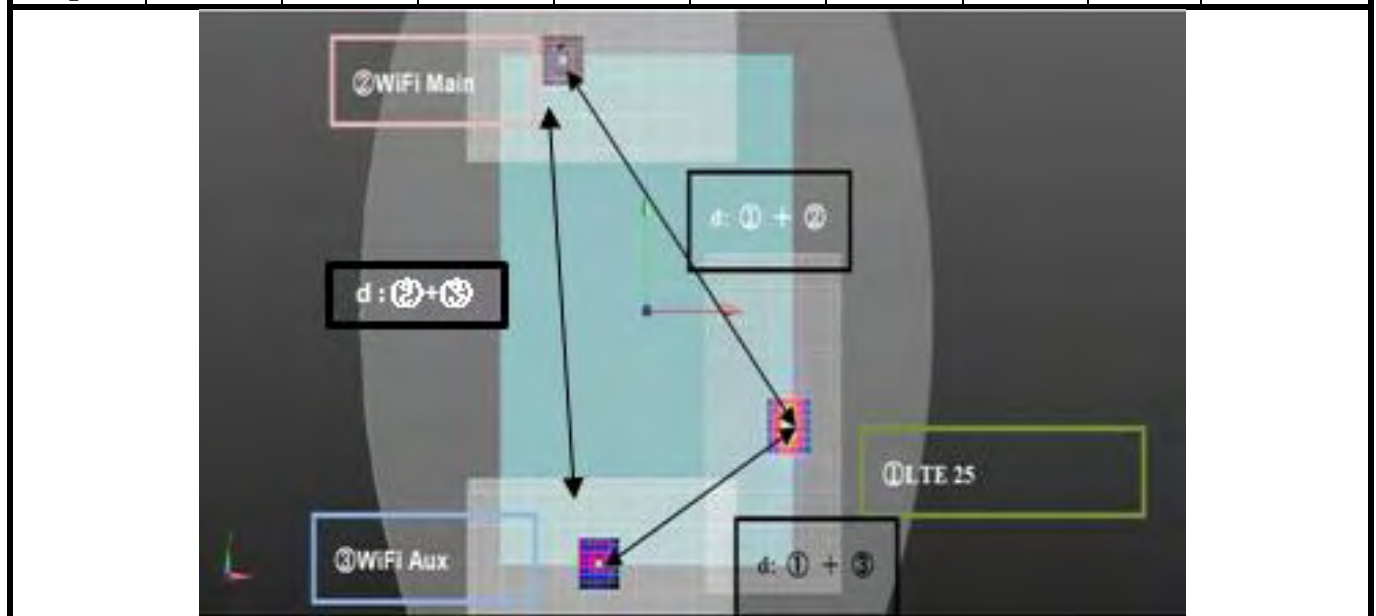 ②WiFi Main
d: ① + ②
d:②+③
①LTE 25
③WiFi Aux
d: ① + ③